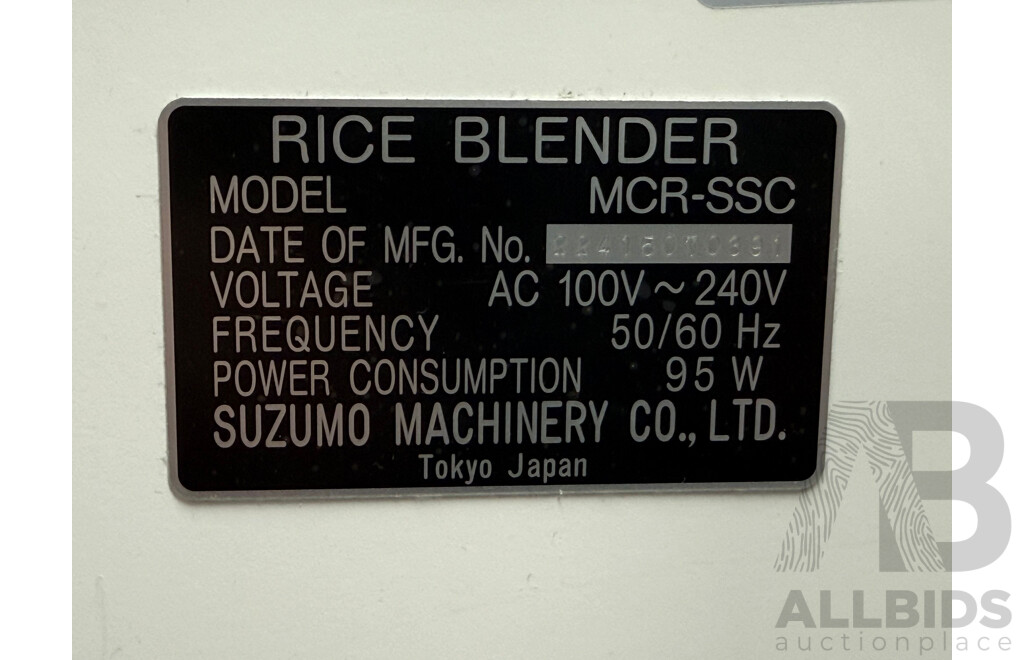 RICE BLENDER
MODEL MCR-SSC
DATE OF MFG. No.
VOLTAGE AC 100V ~ 240V
FREQUENCY 50/60 Hz
POWER CONSUMPTION 95 W
SUZUMO MACHINERY CO., LTD.
Tokyo Japan
AB
ALLBIDS
auctionplace